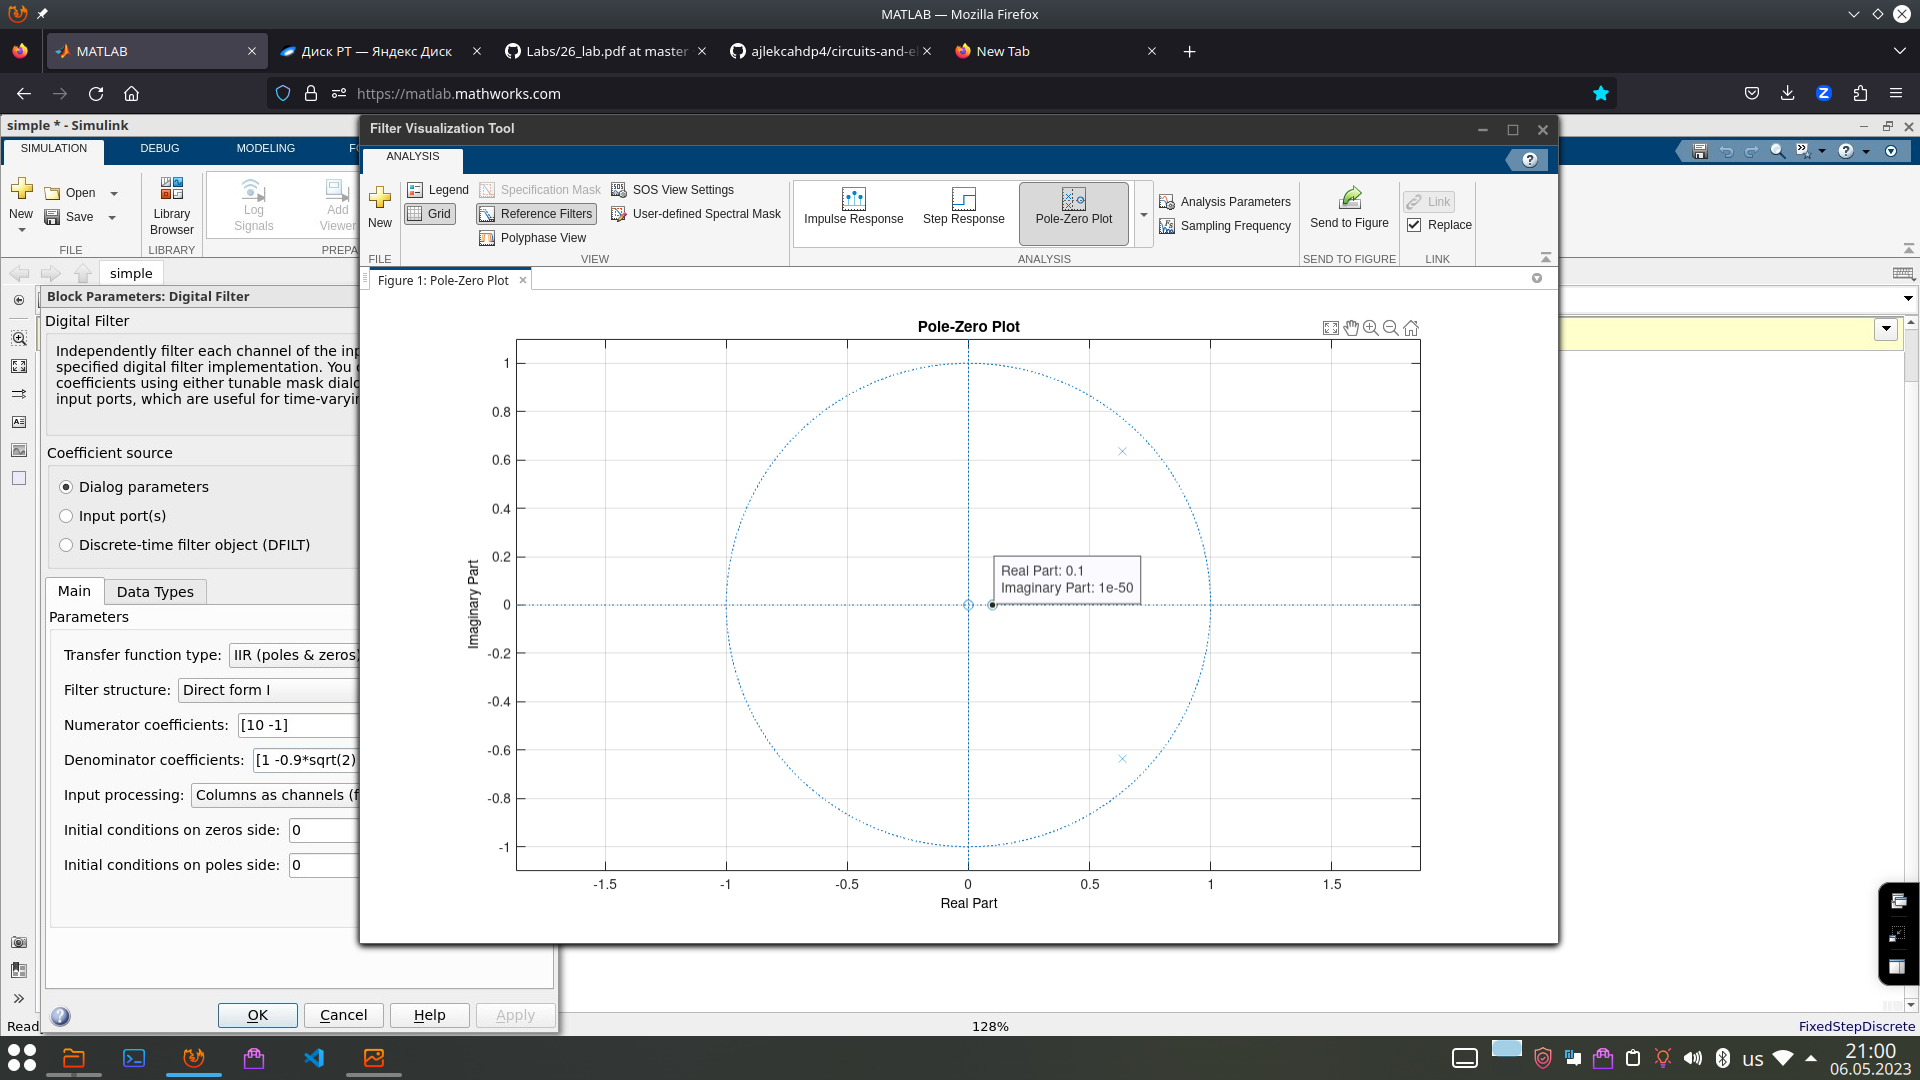 MATLAB — Mozilla Firefox
MATLAB
Диск РТ — Яндекс Диск
Labs/26_lab.pdf at master
ajlekcahdp4/circuits-and-el
New Tab
https://matlab.mathworks.com
simple * - Simulink
SIMULATION
DEBUG
MODELING
New
Open
Save
FILE
Library
Browser
LIBRARY
Log
Signals
Add
Viewer
PREPA
simple
Block Parameters: Digital Filter
Digital Filter
Independently filter each channel of the inp
specified digital filter implementation. You
coefficients using either tunable mask dialo
input ports, which are useful for time-varyin
Coefficient source
Dialog parameters
Input port(s)
Discrete-time filter object (DFILT)
Main
Data Types
Parameters
Transfer function type: IIR (poles & zeros)
Filter structure: Direct form I
Numerator coefficients: [10 -1]
Denominator coefficients: [1 -0.9*sqrt(2)
Input processing: Columns as channels (f
Initial conditions on zeros side: 0
Initial conditions on poles side: 0
OK
Cancel
Help
Apply
Read
128%
FixedStepDiscrete
Filter Visualization Tool
ANALYSIS
New
FILE
Legend
Grid
Specification Mask
Reference Filters
Polyphase View
SOS View Settings
User-defined Spectral Mask
VIEW
Impulse Response
Step Response
Pole-Zero Plot
Analysis Parameters
Sampling Frequency
ANALYSIS
Send to Figure
SEND TO FIGURE
Link
Replace
LINK
Figure 1: Pole-Zero Plot
Pole-Zero Plot
1
0.8
0.6
0.4
0.2
0
-0.2
-0.4
-0.6
-0.8
-1
Imaginary Part
Real Part: 0.1
Imaginary Part: 1e-50
-1.5
-1
-0.5
0
0.5
1
1.5
Real Part
us
21:00
06.05.2023